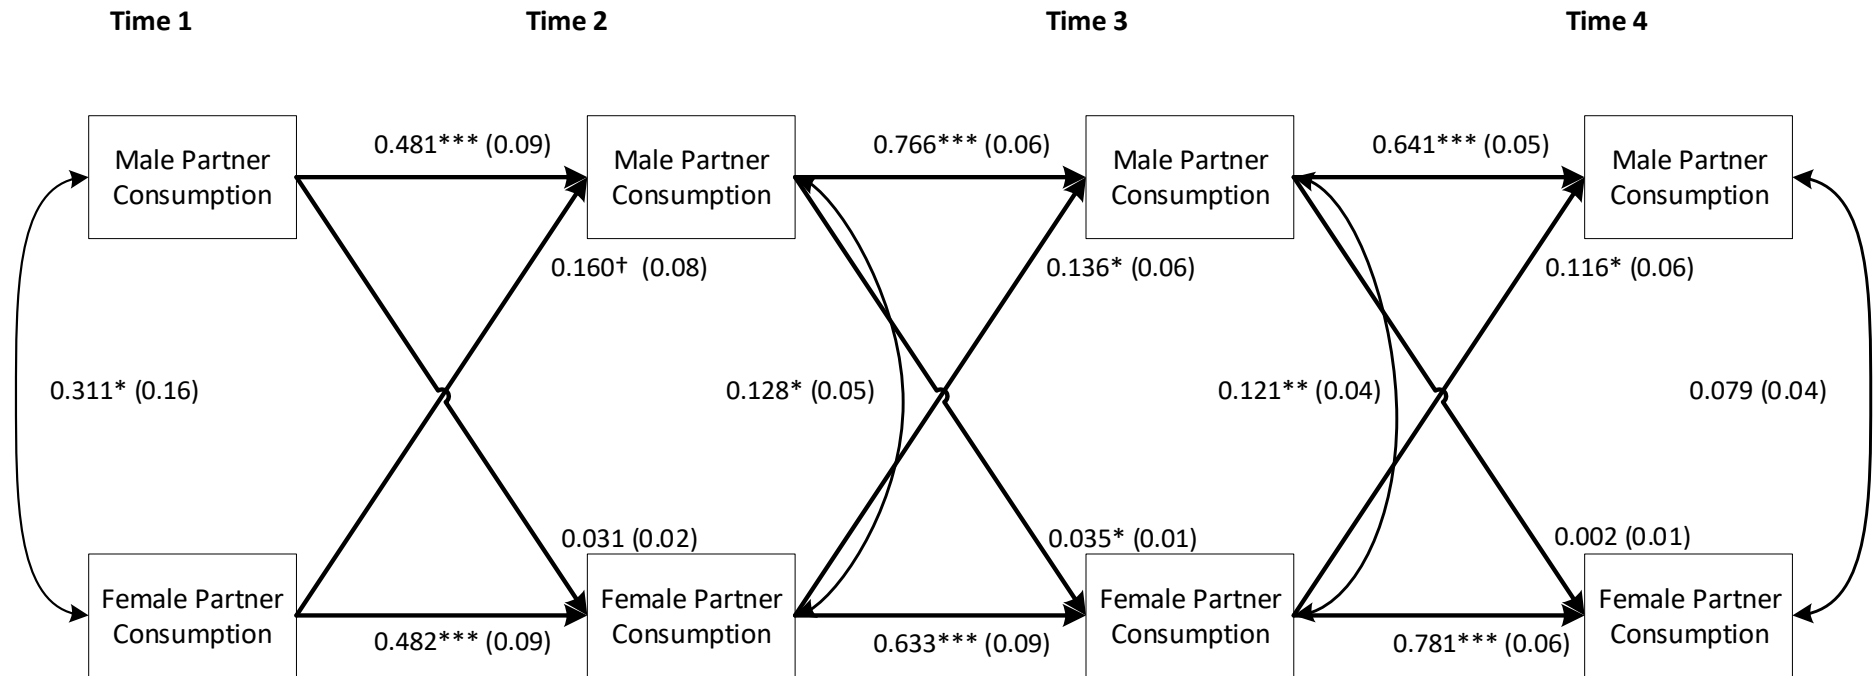 Time 1
Time 2
Time 3
Time 4
0.481*** (0.09)
0.766*** (0.06)
0.641*** (0.05)
Male Partner
Consumption
Male Partner
Consumption
Male Partner
Consumption
Male Partner
Consumption
0.160† (0.08)
0.136* (0.06)
0.116* (0.06)
0.311* (0.16)
0.128* (0.05)
0.121** (0.04)
0.079 (0.04)
0.031 (0.02)
0.035* (0.01)
0.002 (0.01)
Female Partner
Consumption
Female Partner
Consumption
Female Partner
Consumption
Female Partner
Consumption
0.482*** (0.09)
0.633*** (0.09)
0.781*** (0.06)